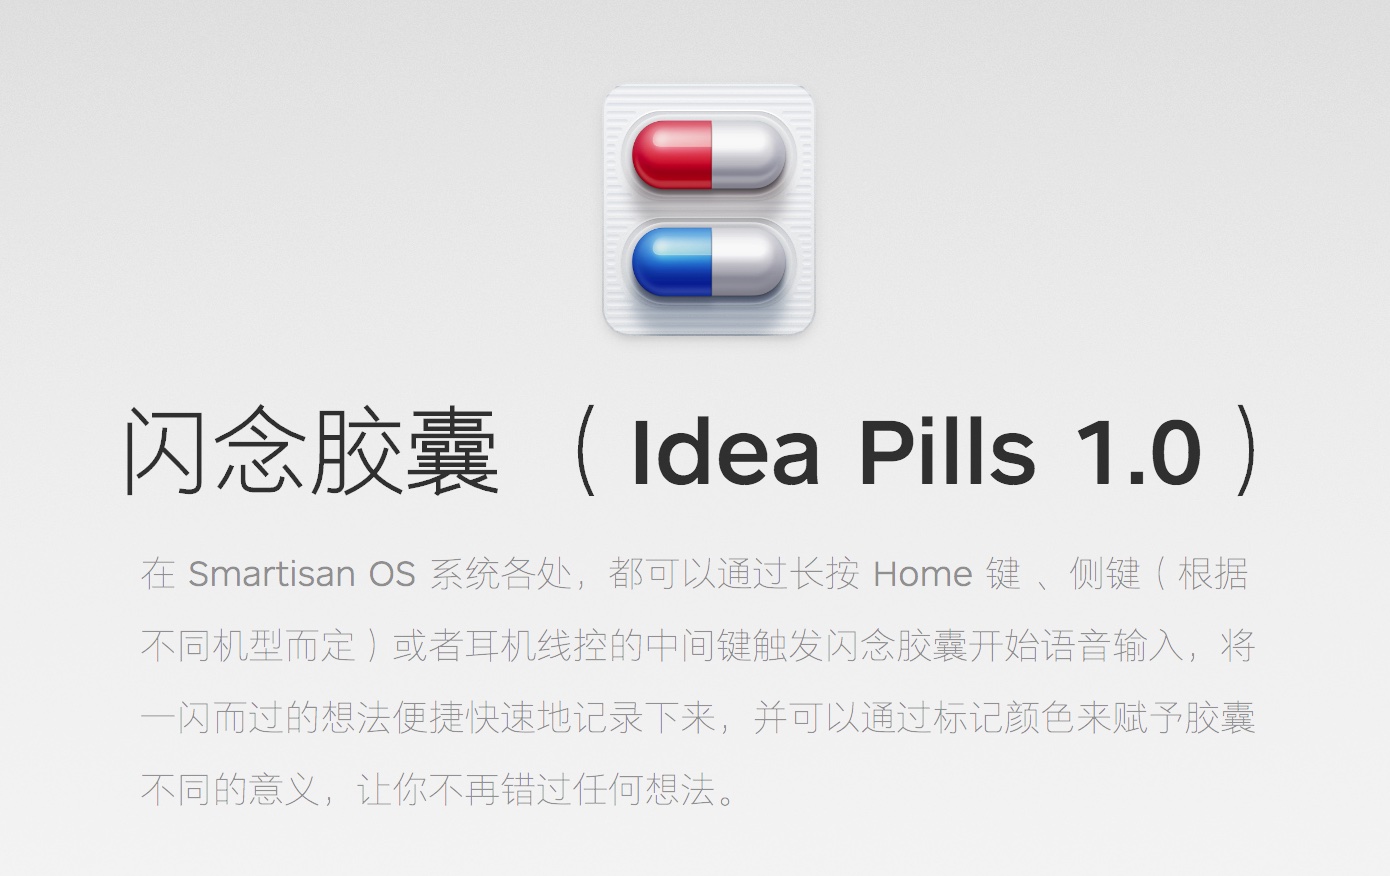 闪念胶囊 （Idea Pills 1.0）
在 Smartisan OS 系统各处，都可以通过长按 Home 键 、侧键（根据
不同机型而定）或者耳机线控的中间键触发闪念胶囊开始语音输入，将
一闪而过的想法便捷快速地记录下来，并可以通过标记颜色来赋予胶囊
不同的意义，让你不再错过任何想法。